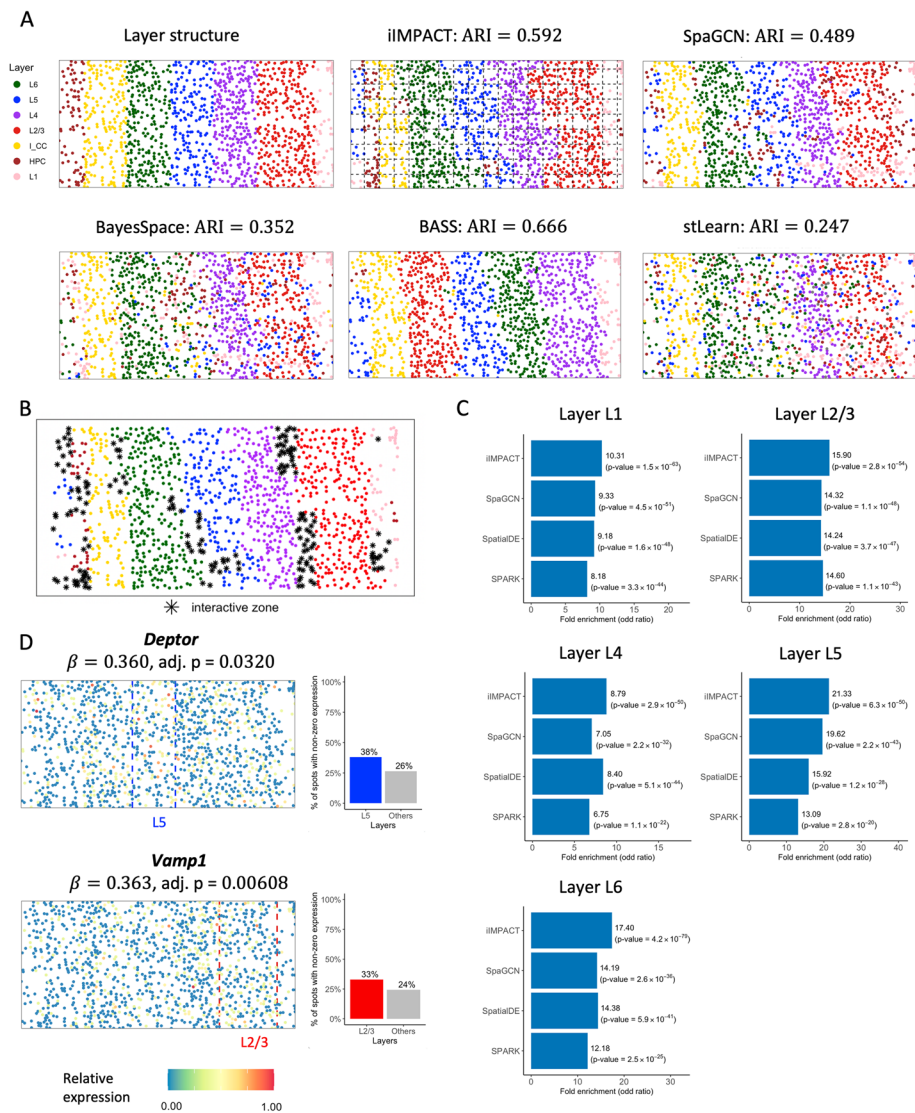 A
Layer structure
iIMPACT: ARI = 0.592
SpaGCN: ARI = 0.489
Layer
L6
L5
L4
L2/3
I_CC
HPC
L1
BayesSpace: ARI = 0.352
BASS: ARI = 0.666
stLearn: ARI = 0.247
B
interactive zone
C
Layer L1
iIMPACT
10.31
(p-value = 1.5 × 10⁻⁶³)
SpaGCN
9.33
(p-value = 4.5 × 10⁻⁵¹)
SpatialDE
9.18
(p-value = 1.6 × 10⁻⁴⁸)
SPARK
8.18
(p-value = 3.3 × 10⁻⁴⁴)
0 5 10 15 20
Fold enrichment (odd ratio)
Layer L2/3
iIMPACT
15.90
(p-value = 2.8 × 10⁻⁵⁴)
SpaGCN
14.32
(p-value = 1.1 × 10⁻⁴⁸)
SpatialDE
14.24
(p-value = 3.7 × 10⁻⁴⁷)
SPARK
14.60
(p-value = 1.1 × 10⁻⁴³)
0 10 20 30
Fold enrichment (odd ratio)
Layer L4
iIMPACT
8.79
(p-value = 2.9 × 10⁻⁵⁰)
SpaGCN
7.05
(p-value = 2.2 × 10⁻³²)
SpatialDE
8.40
(p-value = 5.1 × 10⁻⁴⁴)
SPARK
6.75
(p-value = 1.1 × 10⁻²²)
0 5 10 15
Fold enrichment (odd ratio)
Layer L5
iIMPACT
21.33
(p-value = 6.3 × 10⁻⁵⁰)
SpaGCN
19.62
(p-value = 2.2 × 10⁻⁴³)
SpatialDE
15.92
(p-value = 1.2 × 10⁻²⁸)
SPARK
13.09
(p-value = 2.8 × 10⁻²⁰)
0 10 20 30 40
Fold enrichment (odd ratio)
Layer L6
iIMPACT
17.40
(p-value = 4.2 × 10⁻⁷⁹)
SpaGCN
14.19
(p-value = 2.6 × 10⁻³⁶)
SpatialDE
14.38
(p-value = 5.9 × 10⁻⁴¹)
SPARK
12.18
(p-value = 2.5 × 10⁻²⁵)
0 10 20 30
Fold enrichment (odd ratio)
D
Deptor
β = 0.360, adj. p = 0.0320
L5
% of spots with non-zero expression
100%
75%
50%
25%
0%
38%
26%
L5 Others
Layers
Vamp1
β = 0.363, adj. p = 0.00608
L2/3
% of spots with non-zero expression
100%
75%
50%
25%
0%
33%
24%
L2/3 Others
Layers
Relative
expression
0.00 1.00